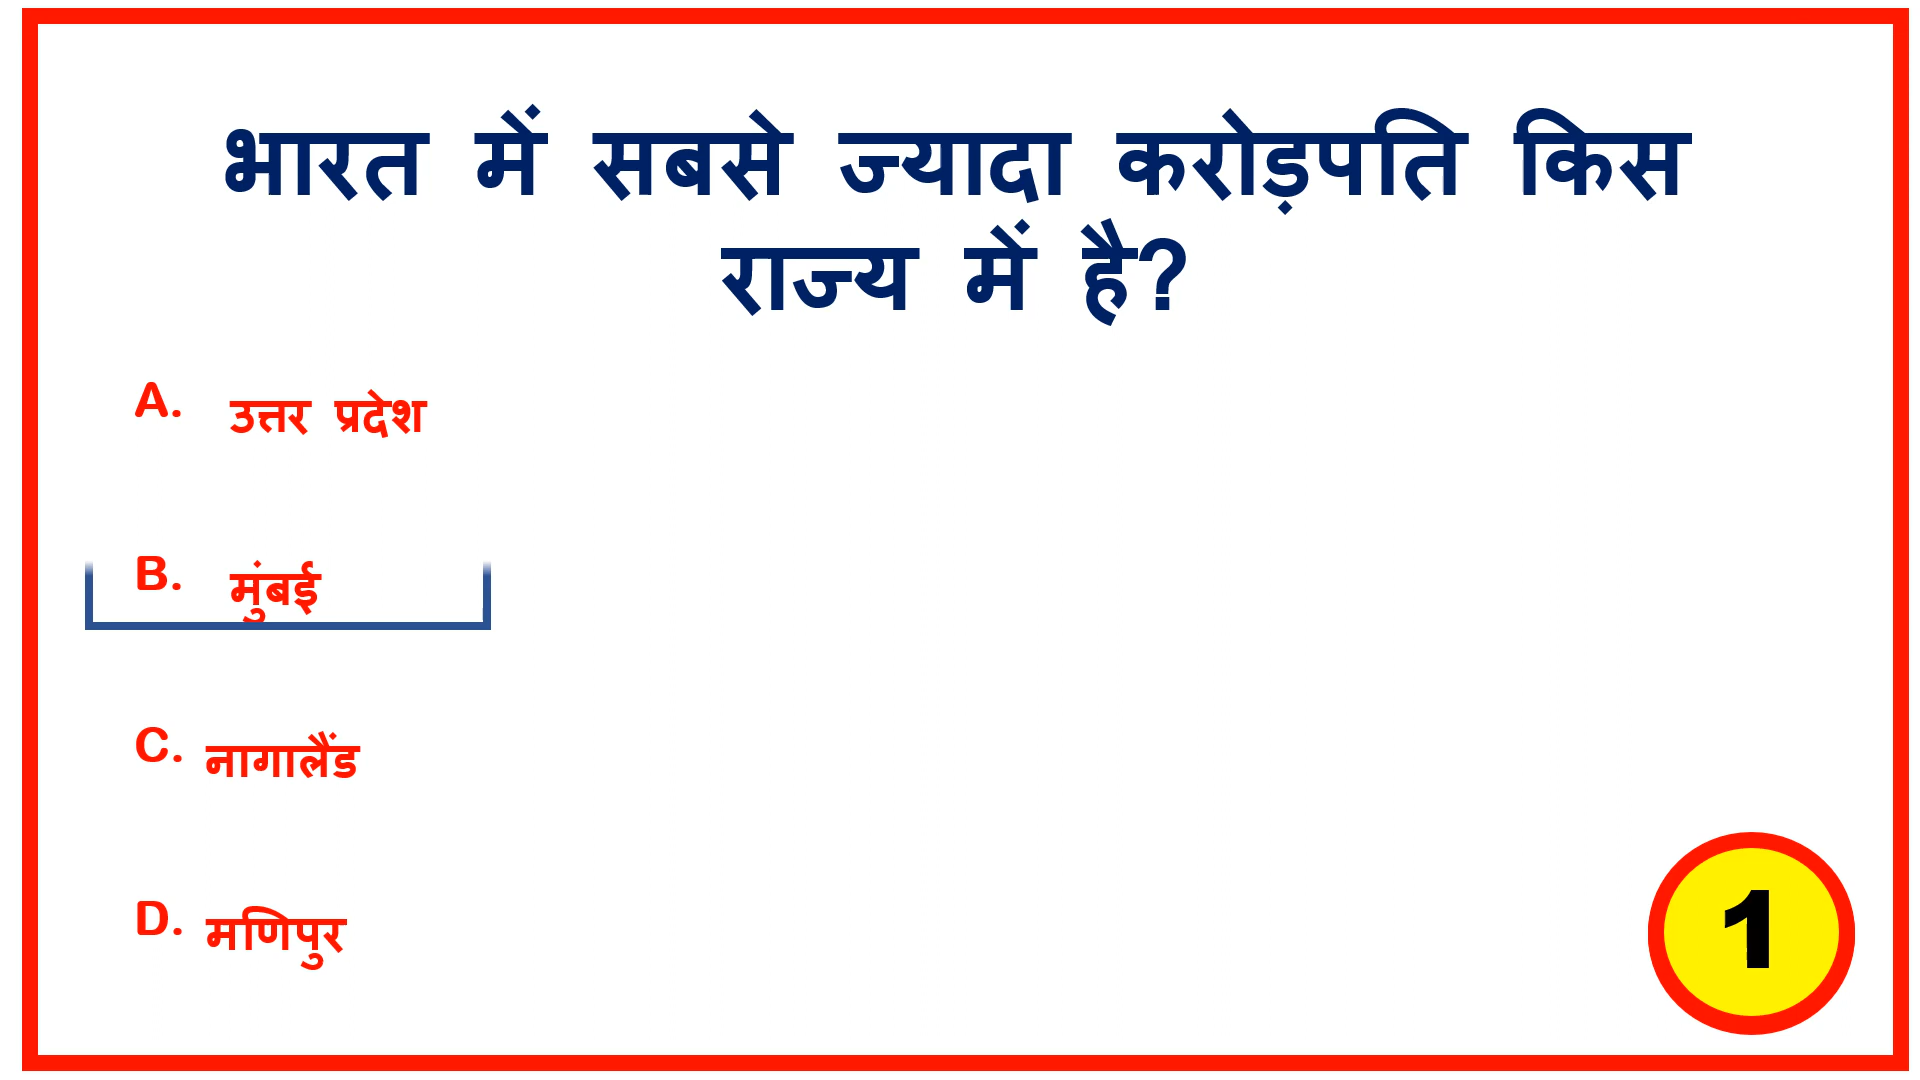 भारत में सबसे ज्यादा करोड़पति किस
राज्य में है?
A. उत्तर प्रदेश
B. मुंबई
C. नागालैंड
D. मणिपुर
1